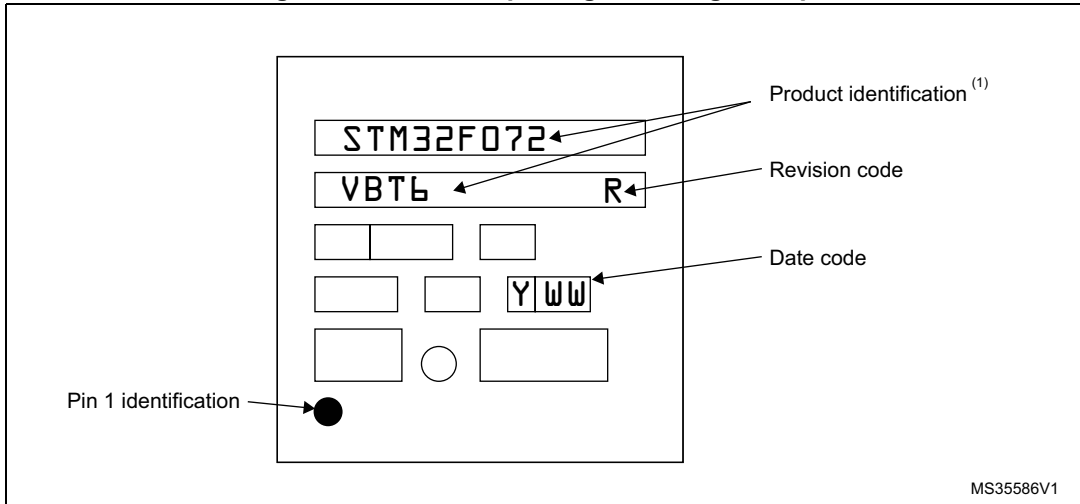 Product identification (1)
STM32F072
Revision code
VBT6 R
Date code
Y WW
Pin 1 identification
MS35586V1